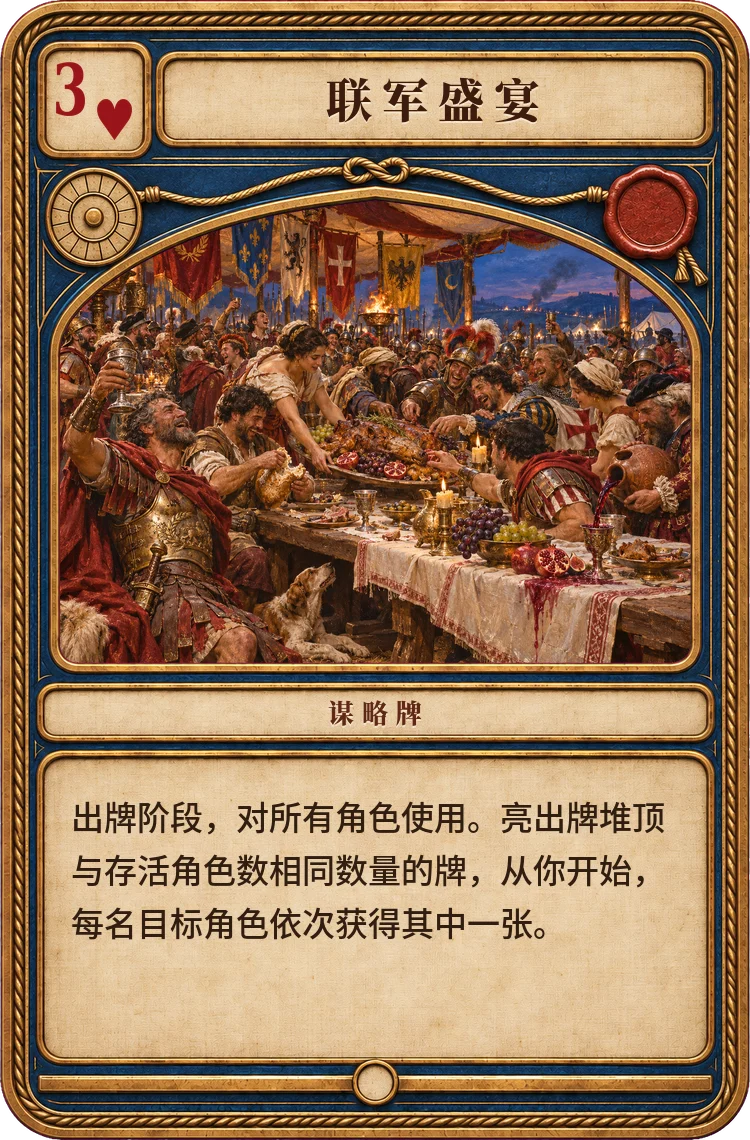 3
联军盛宴
谋略牌
出牌阶段，对所有角色使用。亮出牌堆顶
与存活角色数相同数量的牌，从你开始，
每名目标角色依次获得其中一张。